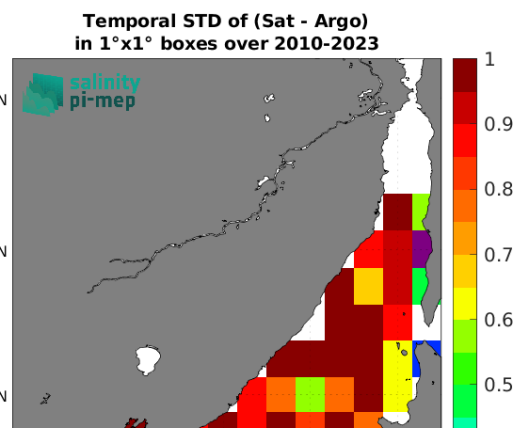 Temporal STD of (Sat - Argo)
in 1°x1° boxes over 2010-2023
salinity
pi-mep
N
N
N
1
0.9
0.8
0.7
0.6
0.5